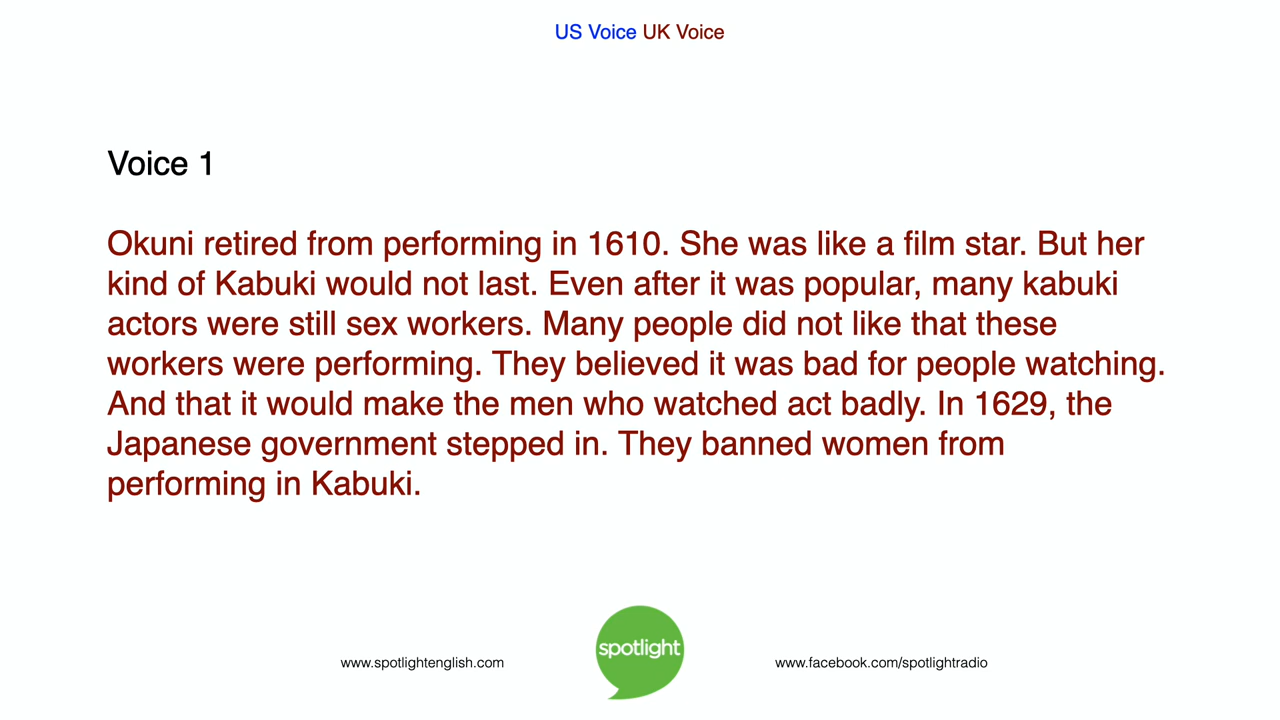 US Voice UK Voice
Voice 1
Okuni retired from performing in 1610. She was like a film star. But her
kind of Kabuki would not last. Even after it was popular, many kabuki
actors were still sex workers. Many people did not like that these
workers were performing. They believed it was bad for people watching.
And that it would make the men who watched act badly. In 1629, the
Japanese government stepped in. They banned women from
performing in Kabuki.
www.spotlightenglish.com
spotlight
www.facebook.com/spotlightradio